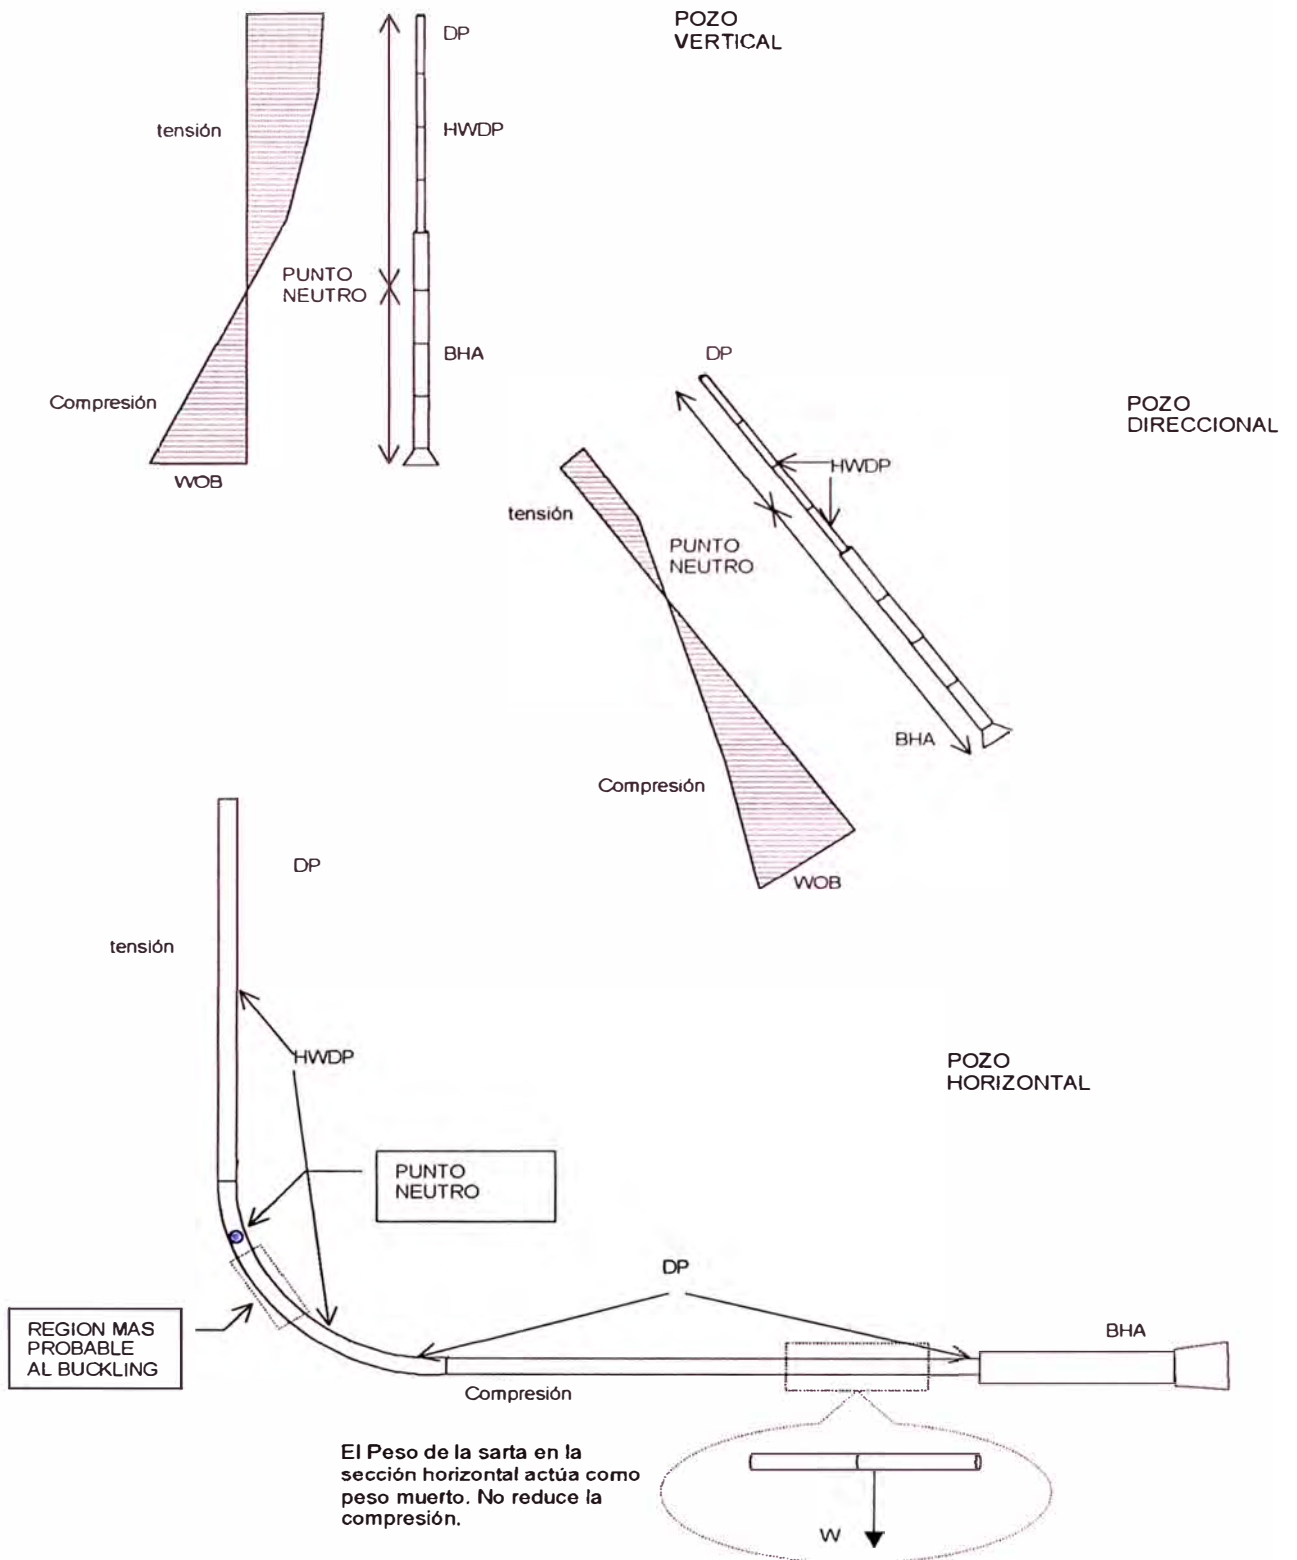 POZO
VERTICAL
DP
tensión
HWDP
PUNTO
NEUTRO
BHA
Compresión
WOB
POZO
DIRECCIONAL
DP
HWDP
tensión
PUNTO
NEUTRO
BHA
Compresión
WOB
POZO
HORIZONTAL
DP
tensión
HWDP
PUNTO
NEUTRO
DP
REGION MAS
PROBABLE
AL BUCKLING
BHA
Compresión
El Peso de la sarta en la
sección horizontal actúa como
peso muerto. No reduce la
compresión.
W